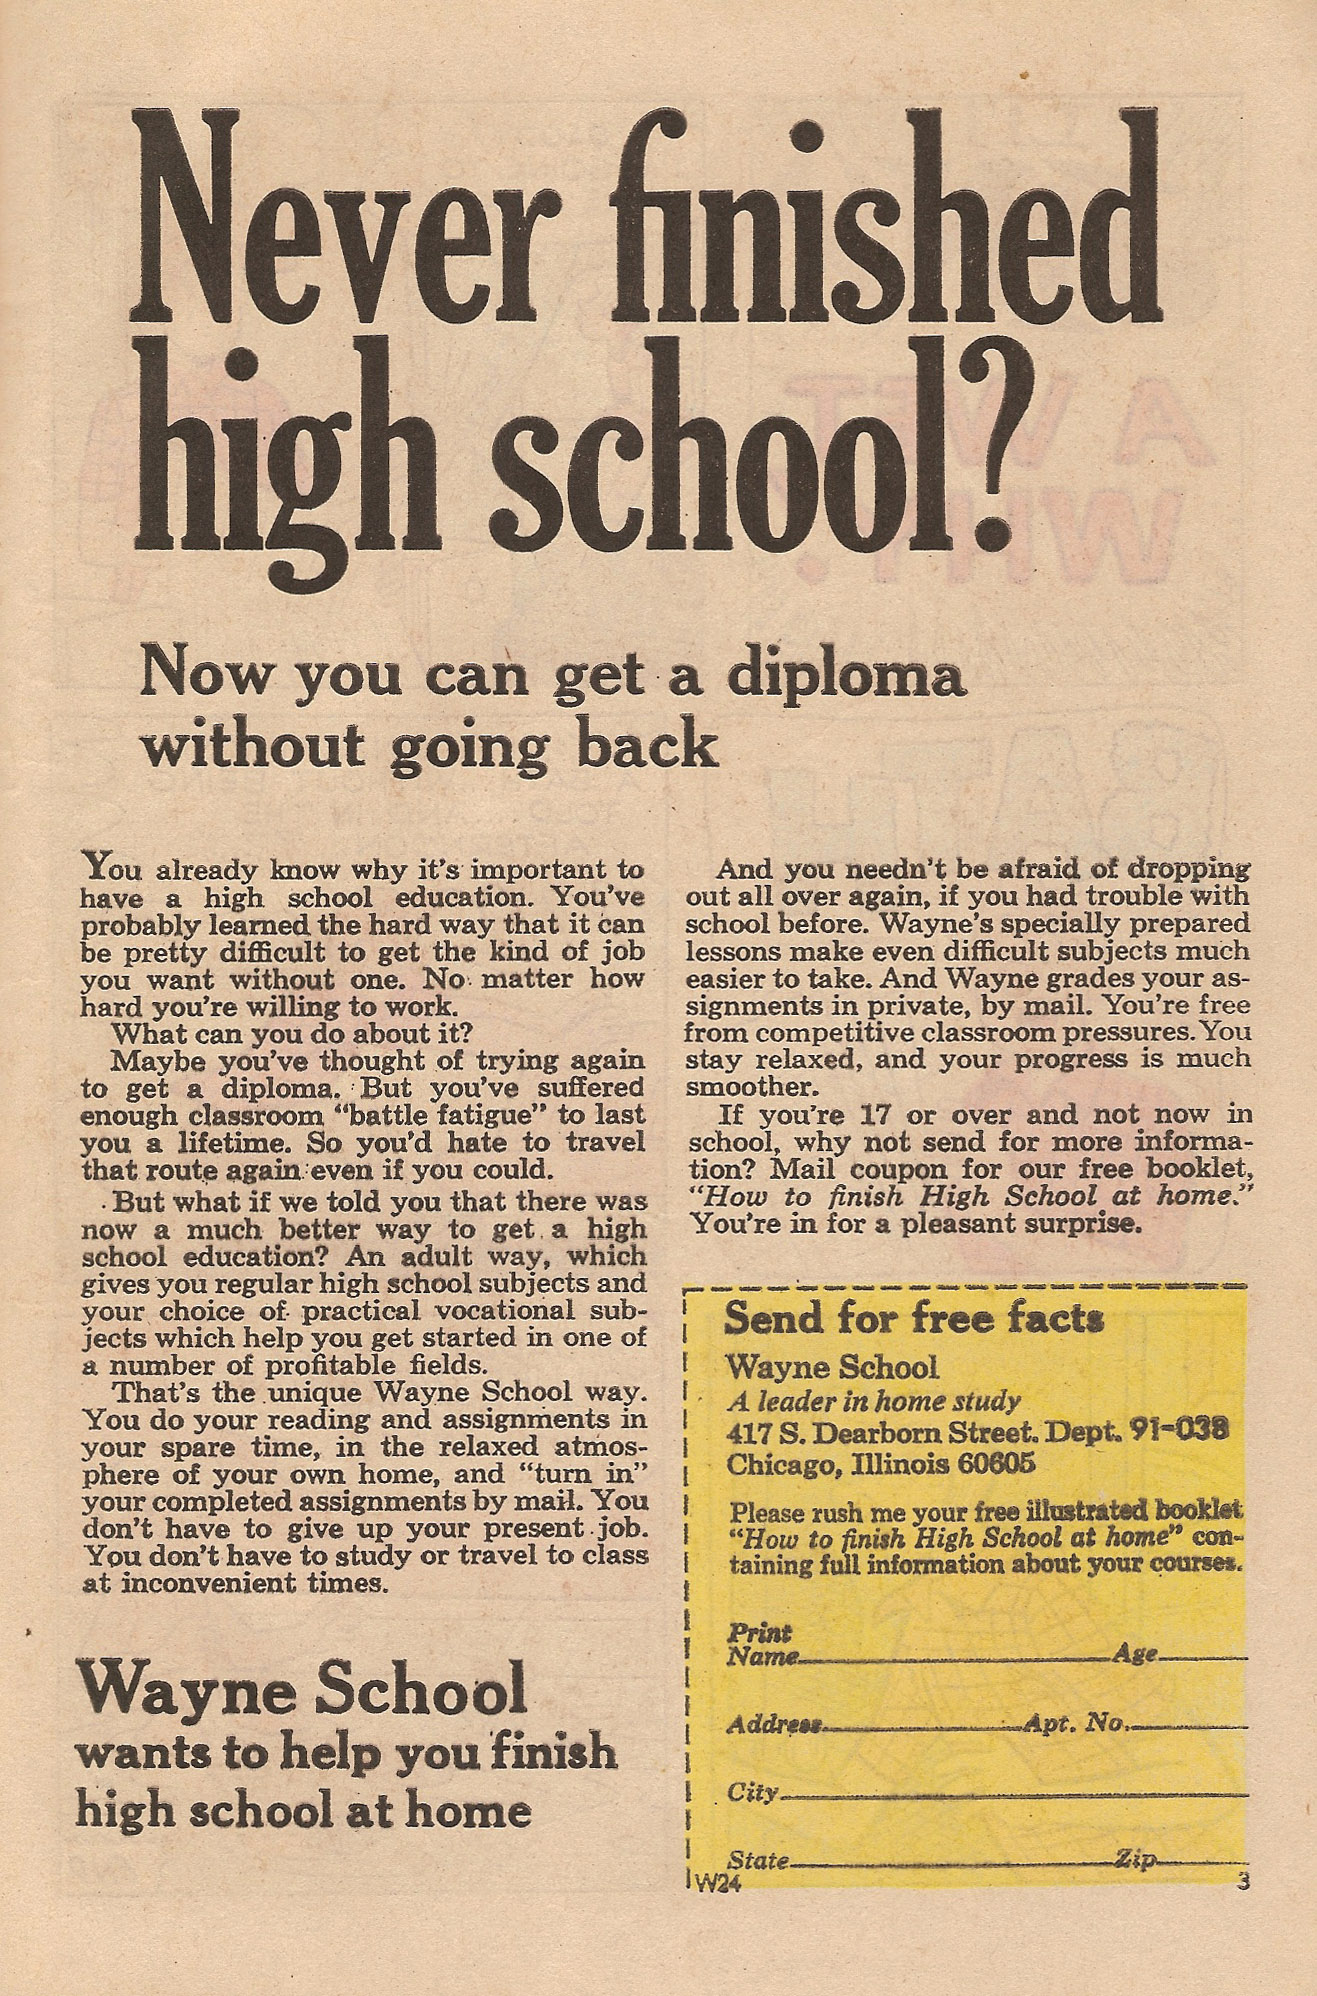 Never finished
high school?
Now you can get a diploma
without going back
You already know why it's important to
have a high school education. You've
probably learned the hard way that it can
be pretty difficult to get the kind of job
you want without one. No matter how
hard you're willing to work.
What can you do about it?
Maybe you've thought of trying again
to get a diploma. But you've suffered
enough classroom "battle fatigue" to last
you a lifetime. So you'd hate to travel
that route again even if you could.
But what if we told you that there was
now a much better way to get a high
school education? An adult way, which
gives you regular high school subjects and
your choice of practical vocational sub-
jects which help you get started in one of
a number of profitable fields.
That's the unique Wayne School way.
You do your reading and assignments in
your spare time, in the relaxed atmos-
phere of your own home, and "turn in"
your completed assignments by mail. You
don't have to give up your present job.
You don't have to study or travel to class
at inconvenient times.
Wayne School
wants to help you finish
high school at home
And you needn't be afraid of dropping
out all over again, if you had trouble with
school before. Wayne's specially prepared
lessons make even difficult subjects much
easier to take. And Wayne grades your as-
signments in private, by mail. You're free
from competitive classroom pressures. You
stay relaxed, and your progress is much
smoother.
If you're 17 or over and not now in
school, why not send for more informa-
tion? Mail coupon for our free booklet,
"How to finish High School at home."
You're in for a pleasant surprise.
Send for free facts
Wayne School
A leader in home study
417 S. Dearborn Street. Dept. 91-038
Chicago, Illinois 60605
Please rush me your free illustrated booklet
"How to finish High School at home" con-
taining full information about your courses.
Print
Name Age
Address Apt. No.
City
State Zip
W24 3